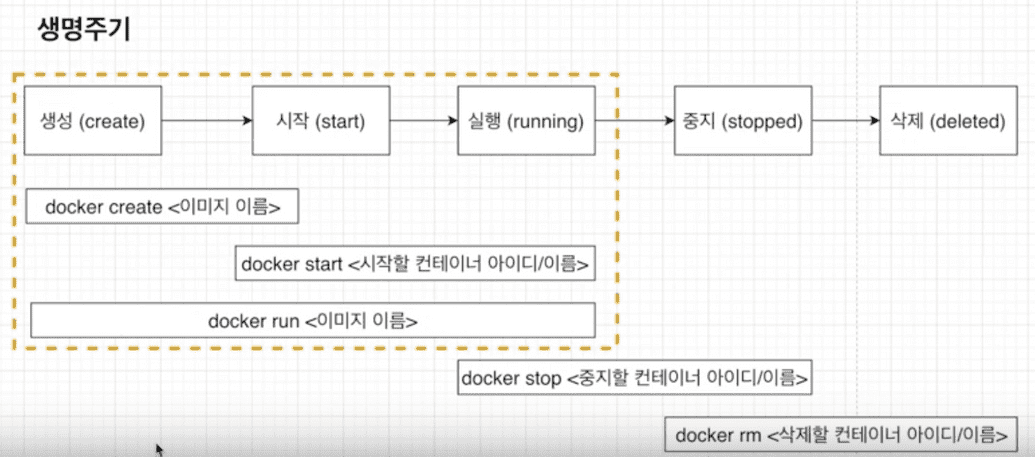 생명주기
생성 (create)
시작 (start)
실행 (running)
중지 (stopped)
삭제 (deleted)
docker create <이미지 이름>
docker start <시작할 컨테이너 아이디/이름>
docker run <이미지 이름>
docker stop <중지할 컨테이너 아이디/이름>
docker rm <삭제할 컨테이너 아이디/이름>